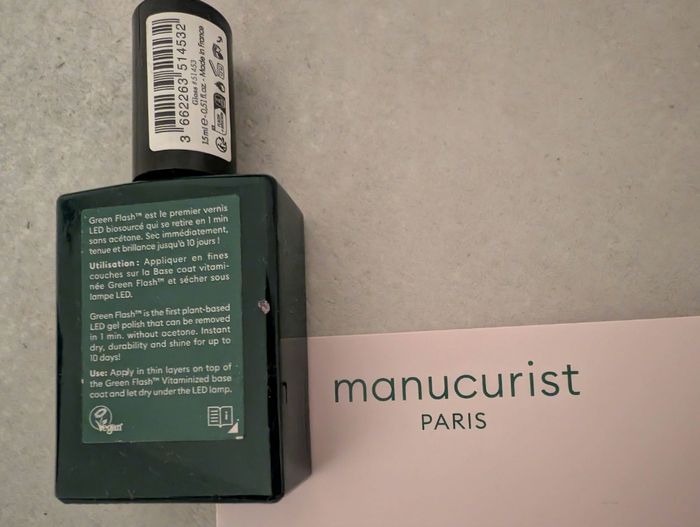 3 662263 514532
Glass #51453
15 ml ℮ - 0.51 fl.oz. - Made in France
Green Flash™ est le premier vernis
LED biosourcé qui se retire en 1 min
sans acétone. Sec immédiatement,
tenue et brillance jusqu'à 10 jours !
Utilisation : Appliquer en fines
couches sur la Base coat vitami-
née Green Flash™ et sécher sous
lampe LED.
Green Flash™ is the first plant-based
LED gel polish that can be removed
in 1 min. without acetone. Instant
dry, durability and shine for up to
10 days!
Use: Apply in thin layers on top of
the Green Flash™ Vitaminized base
coat and let dry under the LED lamp.
vegan
manucurist
PARIS